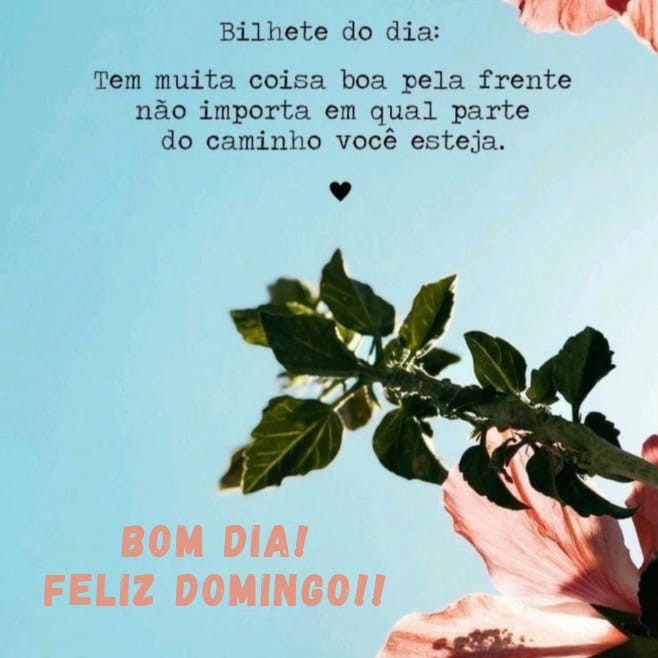 Bilhete do dia:
Tem muita coisa boa pela frente
não importa em qual parte
do caminho você esteja.
BOM DIA!
FELIZ DOMINGO!!